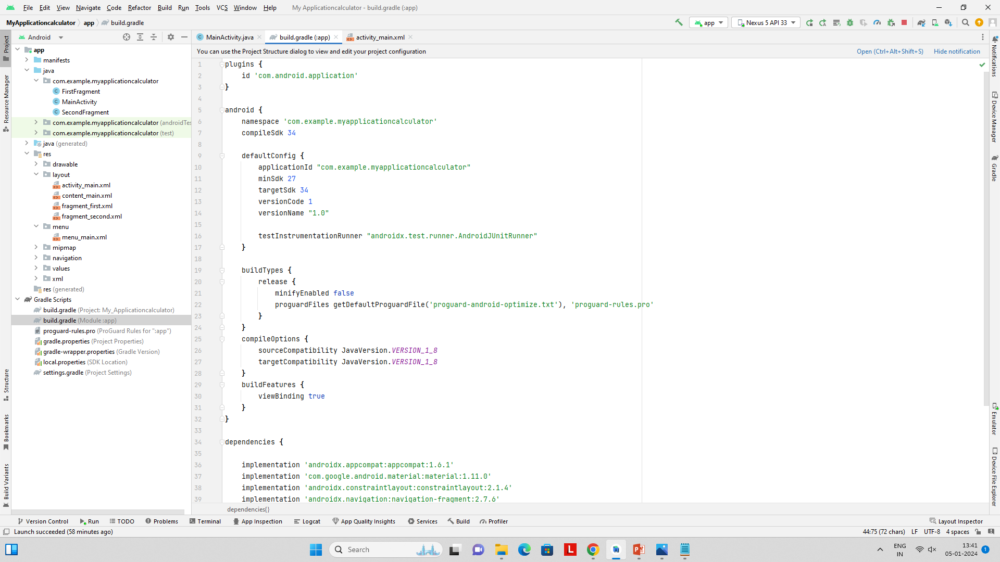 File Edit View Navigate Code Refactor Build Run Tools VCS Window Help My Applicationcalculator - build.gradle (:app)
MyApplicationcalculator app build.gradle
app Nexus 5 API 33
Android
MainActivity.java build.gradle (:app) activity_main.xml
You can use the Project Structure dialog to view and edit your project configuration Open (Ctrl+Alt+Shift+S) Hide notification
Project
Resource Manager
Structure
Bookmarks
Build Variants
app
manifests
java
com.example.myapplicationcalculator
FirstFragment
MainActivity
SecondFragment
com.example.myapplicationcalculator (androidTes
com.example.myapplicationcalculator (test)
java (generated)
res
drawable
layout
activity_main.xml
content_main.xml
fragment_first.xml
fragment_second.xml
menu
menu_main.xml
mipmap
navigation
values
xml
res (generated)
Gradle Scripts
build.gradle (Project: My_Applicationcalculator)
build.gradle (Module :app)
proguard-rules.pro (ProGuard Rules for ":app")
gradle.properties (Project Properties)
gradle-wrapper.properties (Gradle Version)
local.properties (SDK Location)
settings.gradle (Project Settings)
1 plugins {
2 id 'com.android.application'
3 }
4
5 android {
6 namespace 'com.example.myapplicationcalculator'
7 compileSdk 34
8
9 defaultConfig {
10 applicationId "com.example.myapplicationcalculator"
11 minSdk 27
12 targetSdk 34
13 versionCode 1
14 versionName "1.0"
15
16 testInstrumentationRunner "androidx.test.runner.AndroidJUnitRunner"
17 }
18
19 buildTypes {
20 release {
21 minifyEnabled false
22 proguardFiles getDefaultProguardFile('proguard-android-optimize.txt'), 'proguard-rules.pro'
23 }
24 }
25 compileOptions {
26 sourceCompatibility JavaVersion.VERSION_1_8
27 targetCompatibility JavaVersion.VERSION_1_8
28 }
29 buildFeatures {
30 viewBinding true
31 }
32 }
33
34 dependencies {
35
36 implementation 'androidx.appcompat:appcompat:1.6.1'
37 implementation 'com.google.android.material:material:1.11.0'
38 implementation 'androidx.constraintlayout:constraintlayout:2.1.4'
39 implementation 'androidx.navigation:navigation-fragment:2.7.6'
dependencies{}
Notifications
Device Manager
Gradle
Emulator
Device File Explorer
Version Control Run TODO Problems Terminal App Inspection Logcat App Quality Insights Services Build Profiler Layout Inspector
Launch succeeded (58 minutes ago) 44:75 (72 chars) LF UTF-8 4 spaces
Search
L
P
ENG
IN
13:41
05-01-2024
1